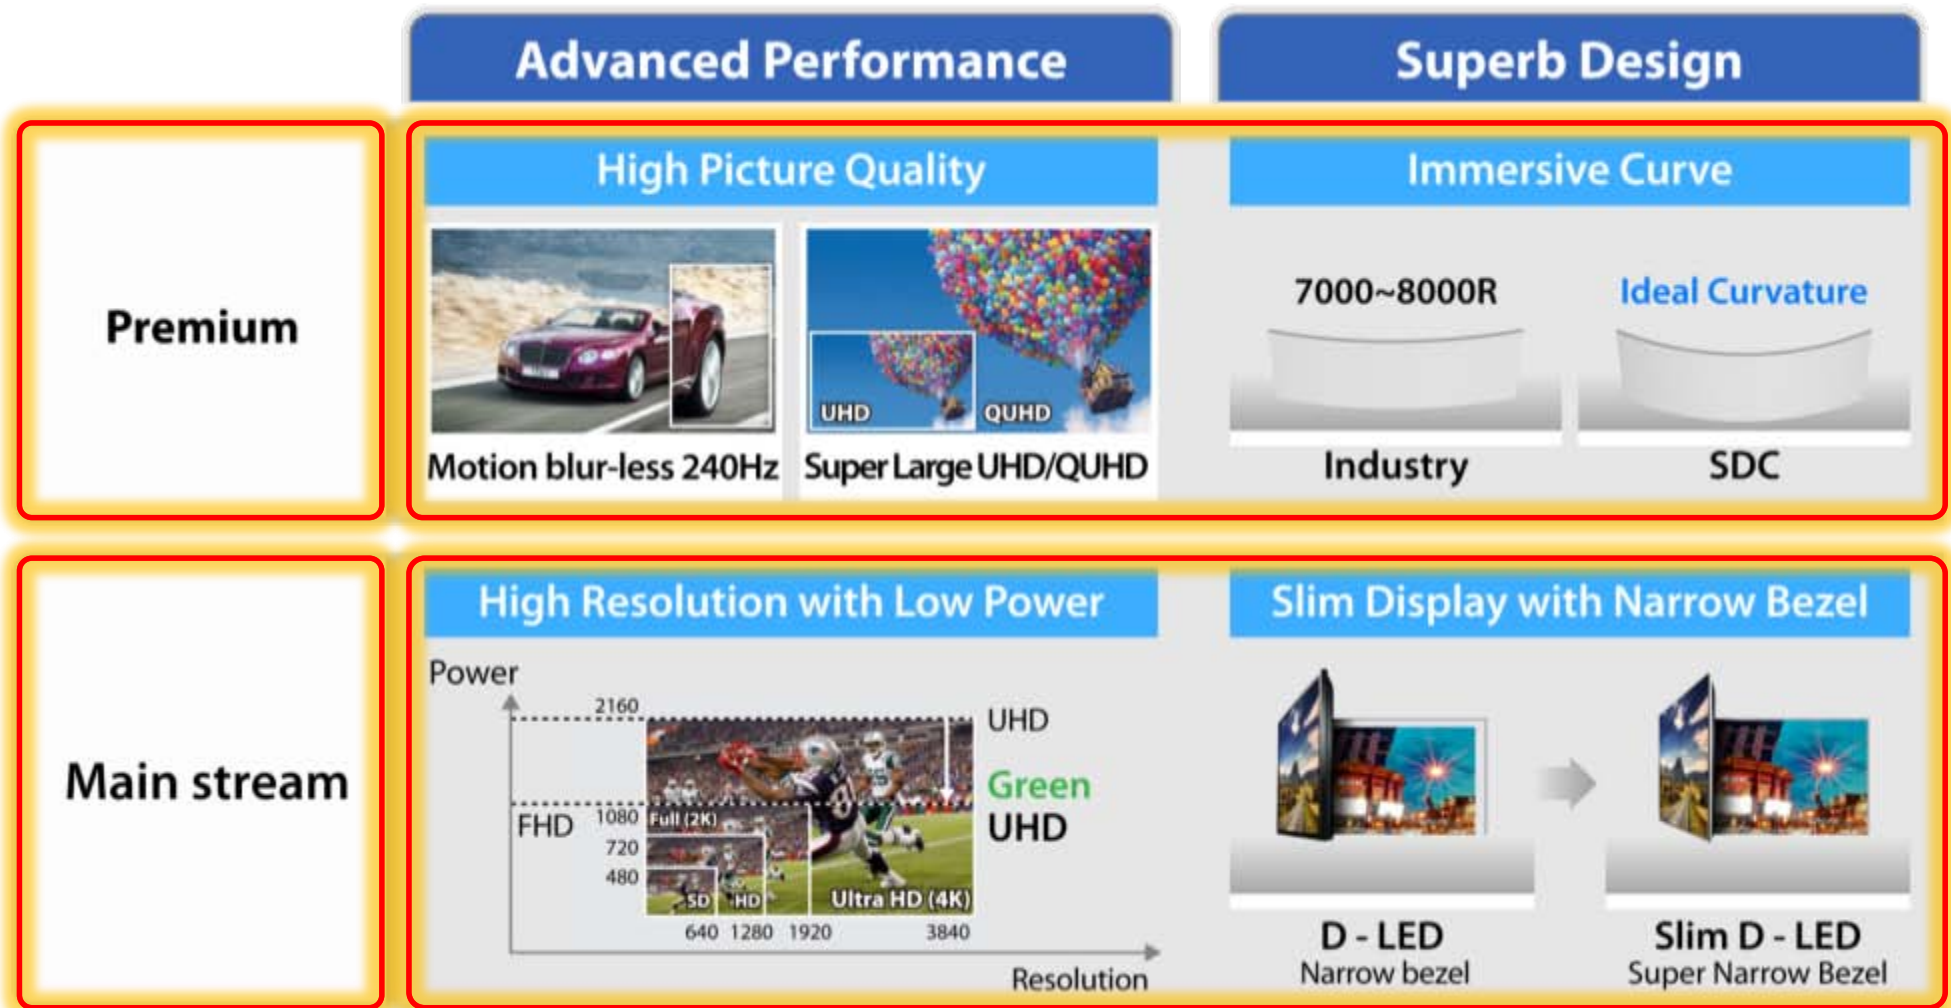 Advanced Performance
Superb Design
Premium
High Picture Quality
Immersive Curve
7000~8000R
Ideal Curvature
UHD
QUHD
Motion blur-less 240Hz
Super Large UHD/QUHD
Industry
SDC
Main stream
High Resolution with Low Power
Slim Display with Narrow Bezel
Power
2160
UHD
Green
UHD
FHD
1080
Full (2K)
720
480
SD
HD
Ultra HD (4K)
640
1280
1920
3840
Resolution
D - LED
Narrow bezel
Slim D - LED
Super Narrow Bezel